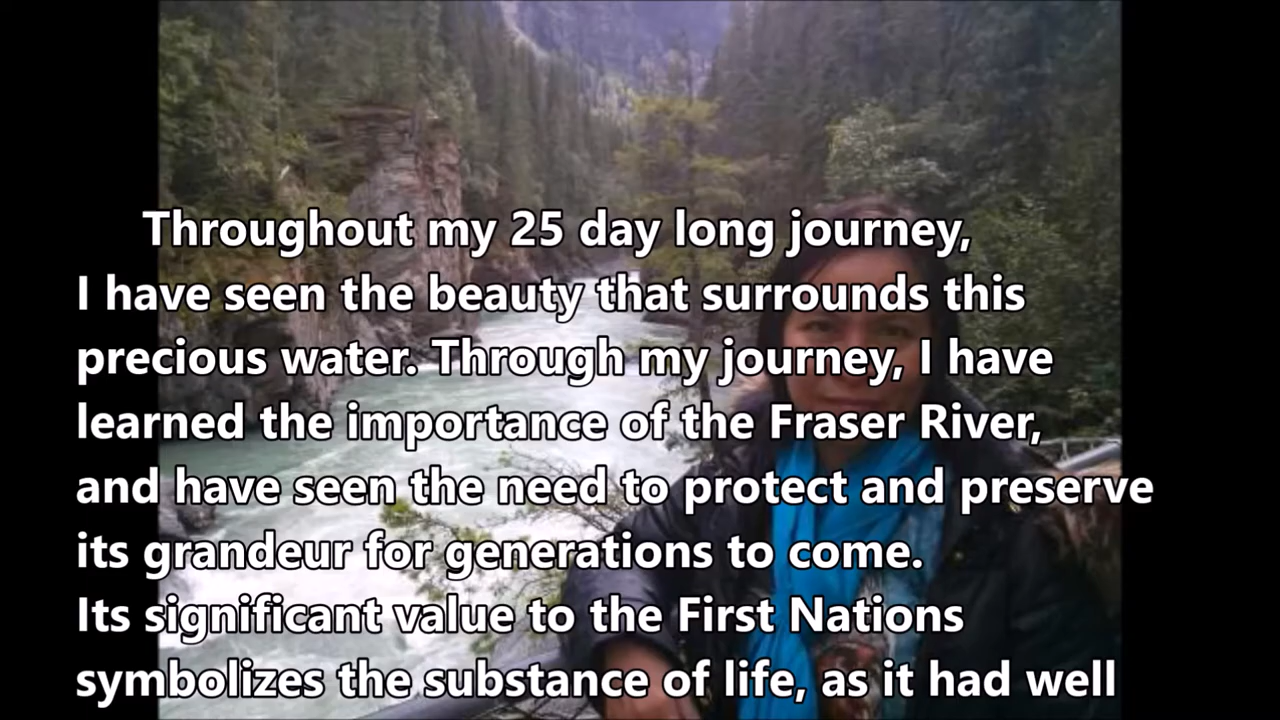 Throughout my 25 day long journey,
I have seen the beauty that surrounds this
precious water. Through my journey, I have
learned the importance of the Fraser River,
and have seen the need to protect and preserve
its grandeur for generations to come.
Its significant value to the First Nations
symbolizes the substance of life, as it had well